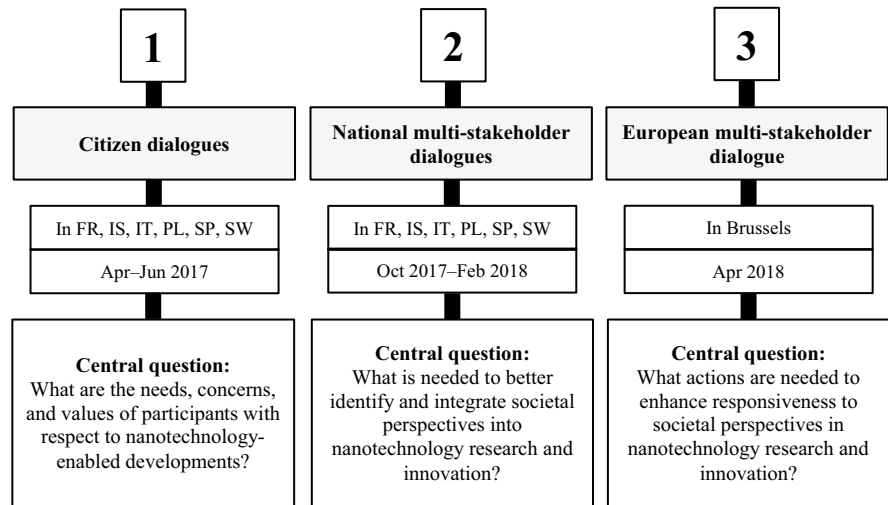 1
Citizen dialogues
In FR, IS, IT, PL, SP, SW
Apr–Jun 2017
Central question:
What are the needs, concerns,
and values of participants with
respect to nanotechnology-
enabled developments?
2
National multi-stakeholder
dialogues
In FR, IS, IT, PL, SP, SW
Oct 2017–Feb 2018
Central question:
What is needed to better
identify and integrate societal
perspectives into
nanotechnology research and
innovation?
3
European multi-stakeholder
dialogue
In Brussels
Apr 2018
Central question:
What actions are needed to
enhance responsiveness to
societal perspectives in
nanotechnology research and
innovation?